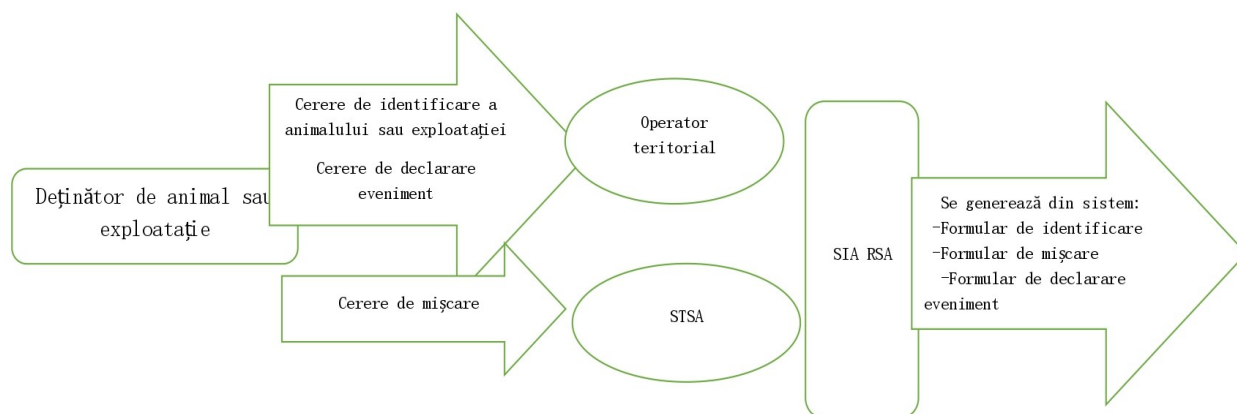 Deținător de animal sau
exploatație
Cerere de identificare a
animalului sau exploatației
Cerere de declarare
eveniment
Cerere de mișcare
Operator
teritorial
STSA
SIA RSA
Se generează din sistem:
-Formular de identificare
-Formular de mișcare
-Formular de declarare
eveniment